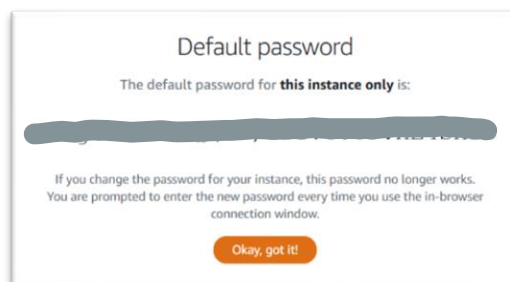 Default password
The default password for this instance only is:
If you change the password for your instance, this password no longer works.
You are prompted to enter the new password every time you use the in-browser
connection window.
Okay, got it!